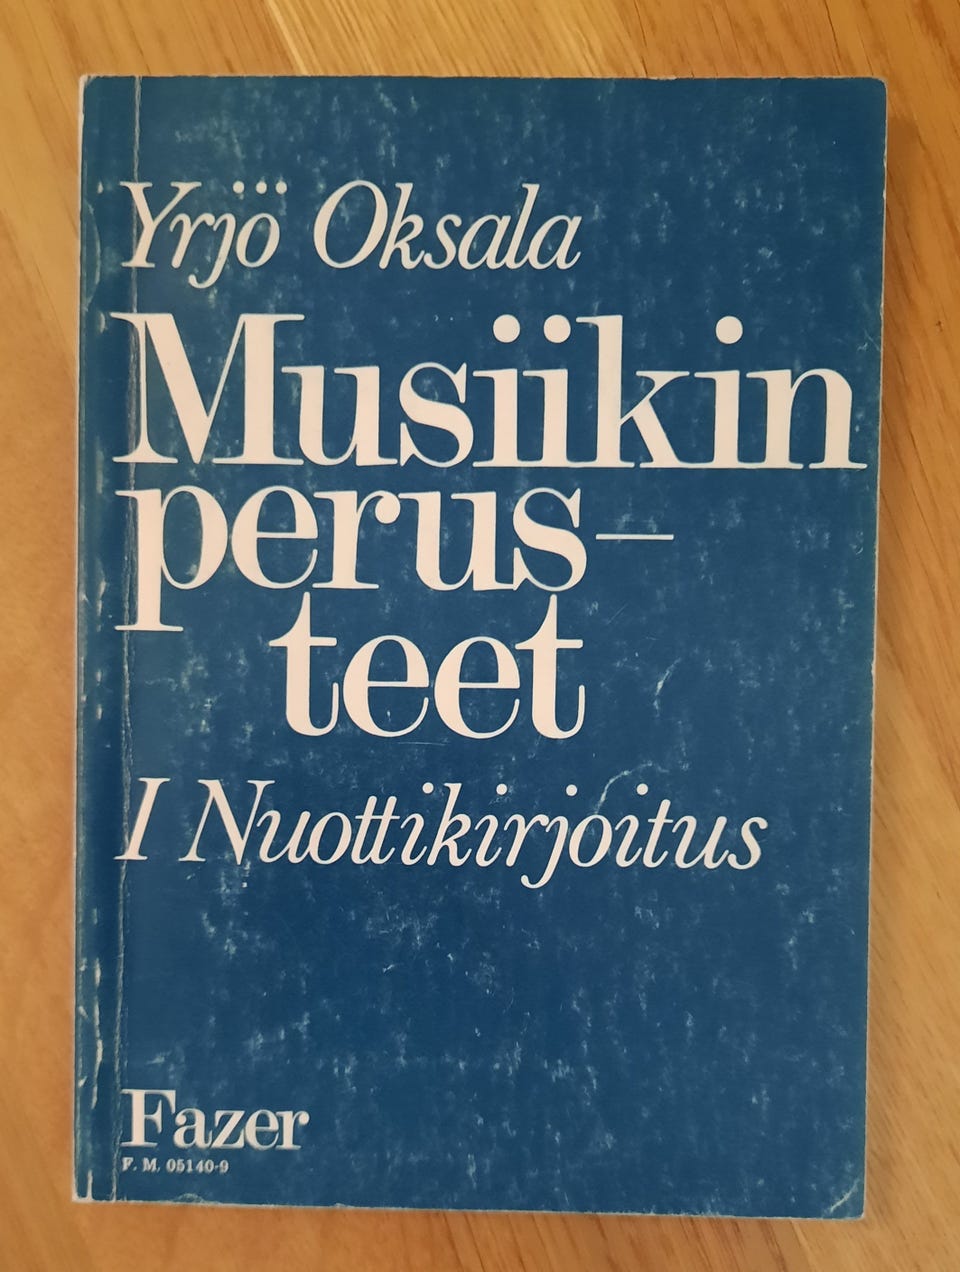 Yrjö Oksala
Musiikin
perus-
teet
I Nuottikirjoitus
Fazer
F. M. 05140-9